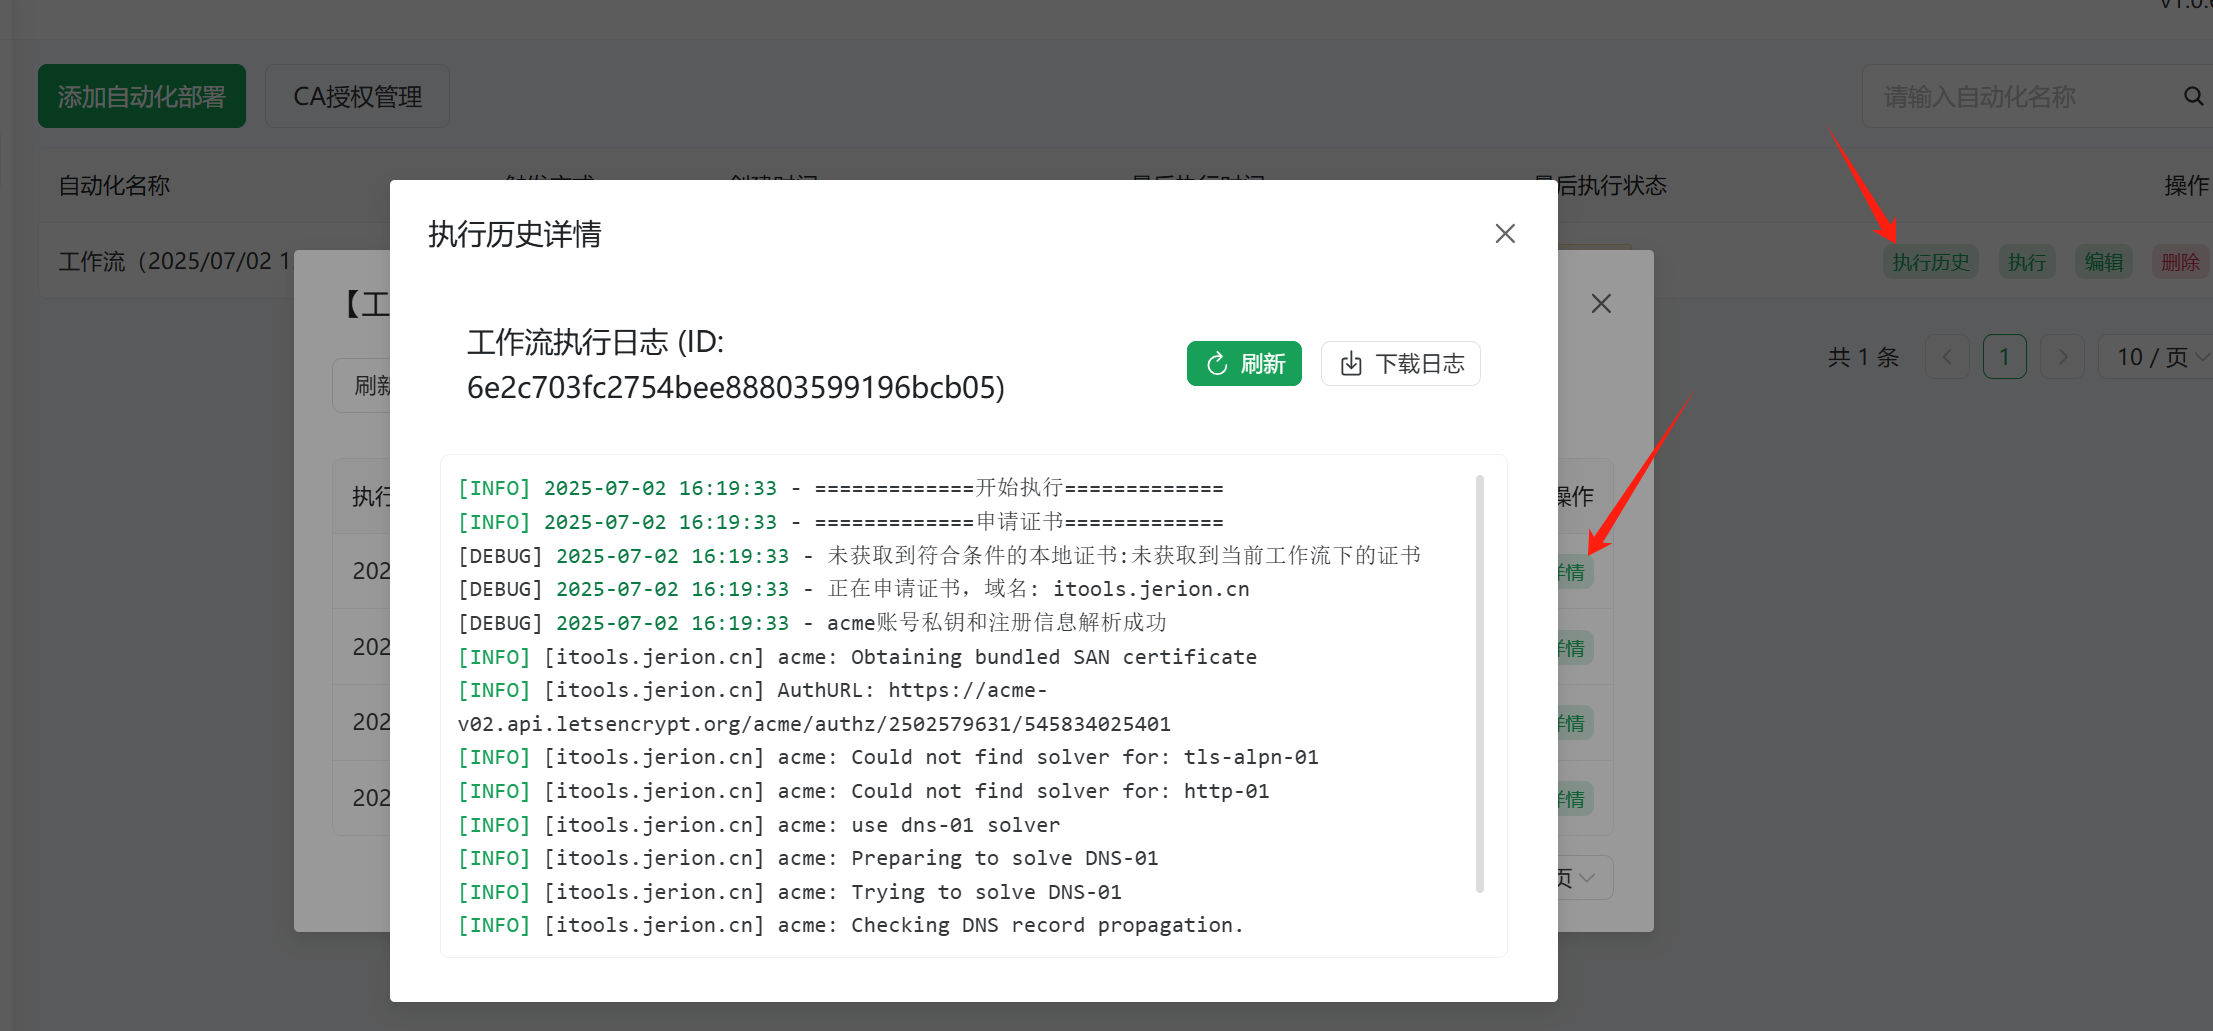 添加自动化部署
CA授权管理
请输入自动化名称
自动化名称
后执行状态
操作
工作流（2025/07/02 1
执行历史
执行
编辑
删除
共 1 条
1
10 / 页
【工
刷新
执行
操作
202
详情
202
详情
202
详情
202
详情
页
执行历史详情
工作流执行日志 (ID:
6e2c703fc2754bee88803599196bcb05)
刷新
下载日志
[INFO] 2025-07-02 16:19:33 - =============开始执行=============
[INFO] 2025-07-02 16:19:33 - =============申请证书=============
[DEBUG] 2025-07-02 16:19:33 - 未获取到符合条件的本地证书:未获取到当前工作流下的证书
[DEBUG] 2025-07-02 16:19:33 - 正在申请证书，域名: itools.jerion.cn
[DEBUG] 2025-07-02 16:19:33 - acme账号私钥和注册信息解析成功
[INFO] [itools.jerion.cn] acme: Obtaining bundled SAN certificate
[INFO] [itools.jerion.cn] AuthURL: https://acme-
v02.api.letsencrypt.org/acme/authz/2502579631/545834025401
[INFO] [itools.jerion.cn] acme: Could not find solver for: tls-alpn-01
[INFO] [itools.jerion.cn] acme: Could not find solver for: http-01
[INFO] [itools.jerion.cn] acme: use dns-01 solver
[INFO] [itools.jerion.cn] acme: Preparing to solve DNS-01
[INFO] [itools.jerion.cn] acme: Trying to solve DNS-01
[INFO] [itools.jerion.cn] acme: Checking DNS record propagation.